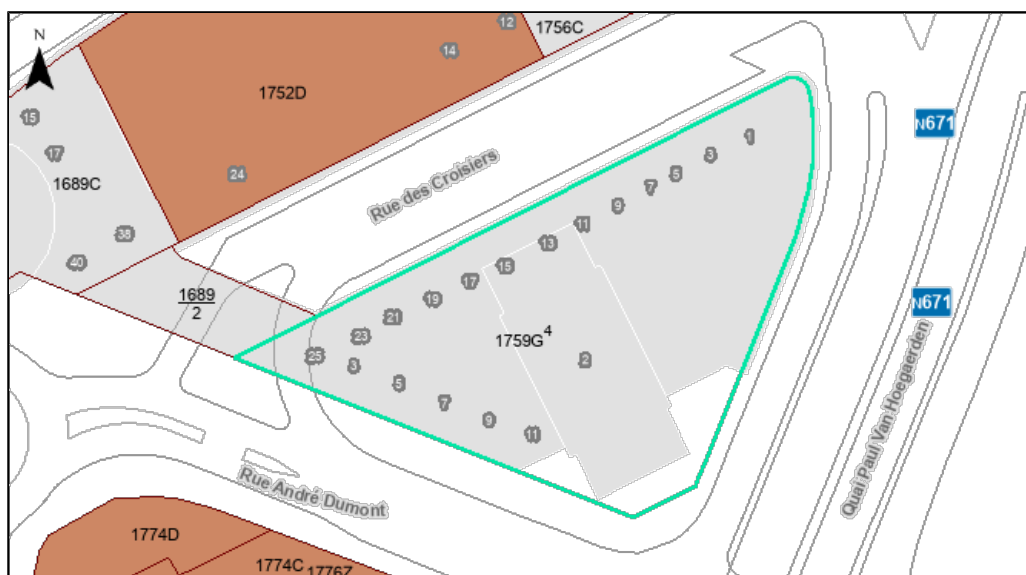 12
1756C
N
14
1752D
15
N671
1
17
3
Rue des Croisiers
5
24
1689C
7
9
11
38
13
40
15
17
1689
2
19
N671
21
23
1759G4
25
3
2
5
7
9
11
Quai Paul Van Hoegaerden
Rue André Dumont
1774D
1774C
1776Z